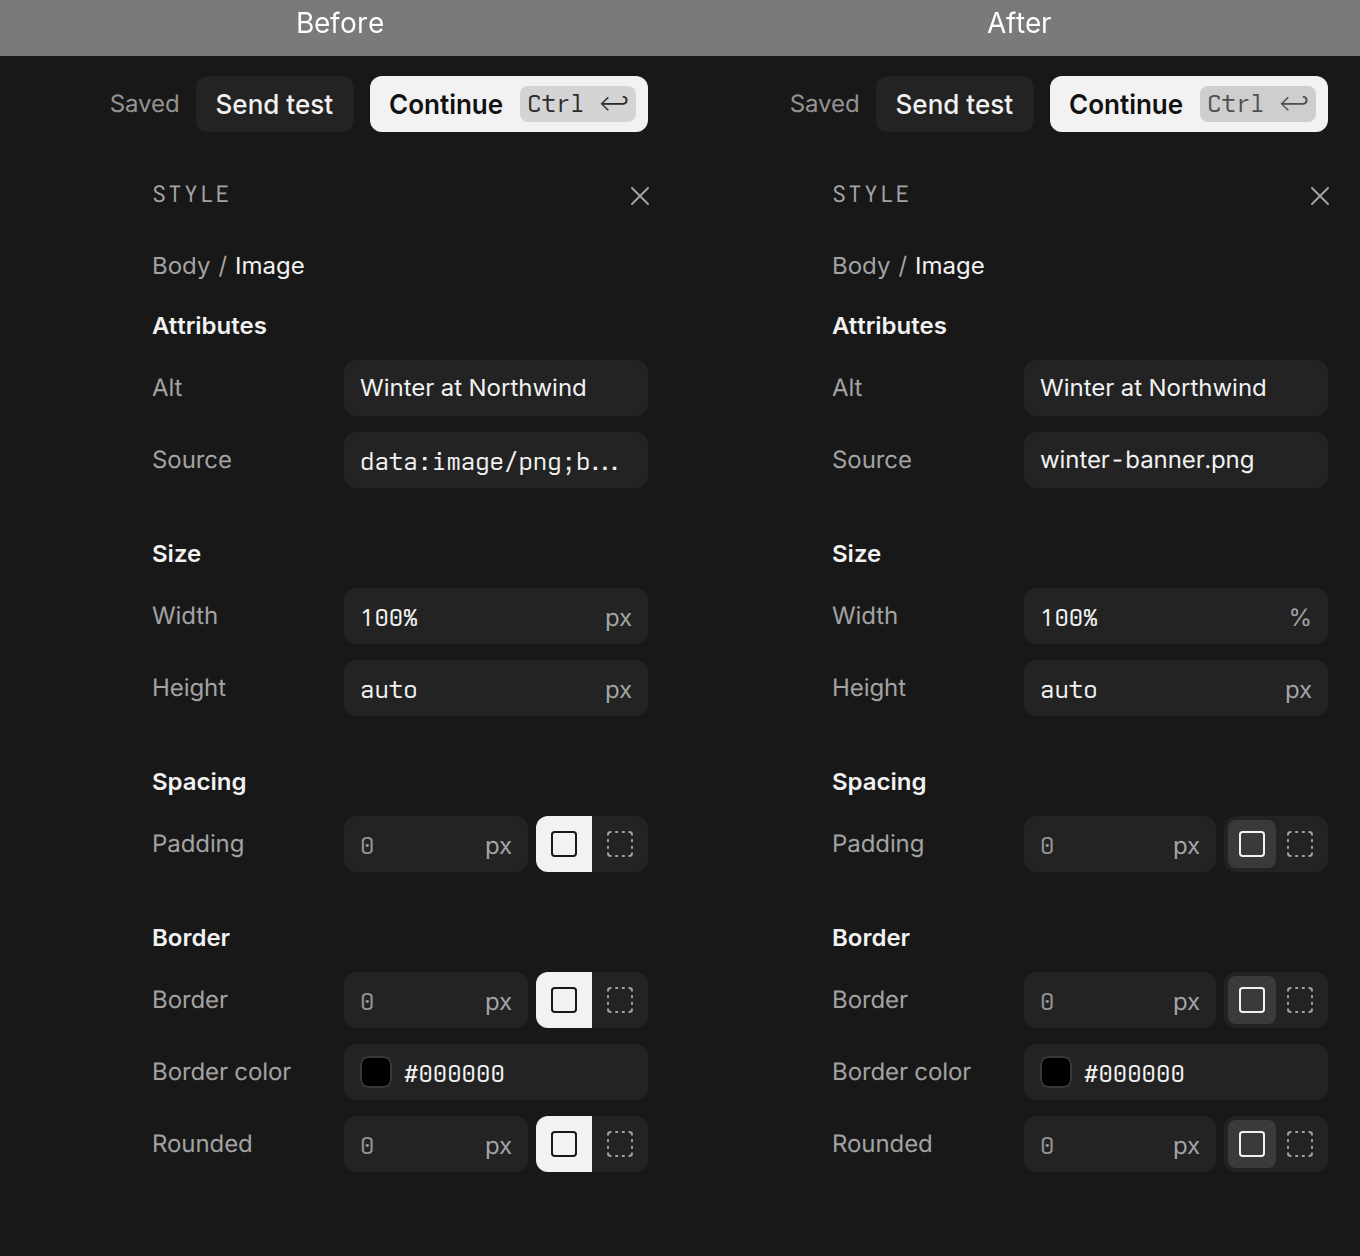 Before
After
Saved Send test Continue Ctrl ↩
STYLE
Body / Image
Attributes
Alt Winter at Northwind
Source data:image/png;b...
Size
Width 100% px
Height auto px
Spacing
Padding 0 px
Border
Border 0 px
Border color #000000
Rounded 0 px
Saved Send test Continue Ctrl ↩
STYLE
Body / Image
Attributes
Alt Winter at Northwind
Source winter-banner.png
Size
Width 100% %
Height auto px
Spacing
Padding 0 px
Border
Border 0 px
Border color #000000
Rounded 0 px